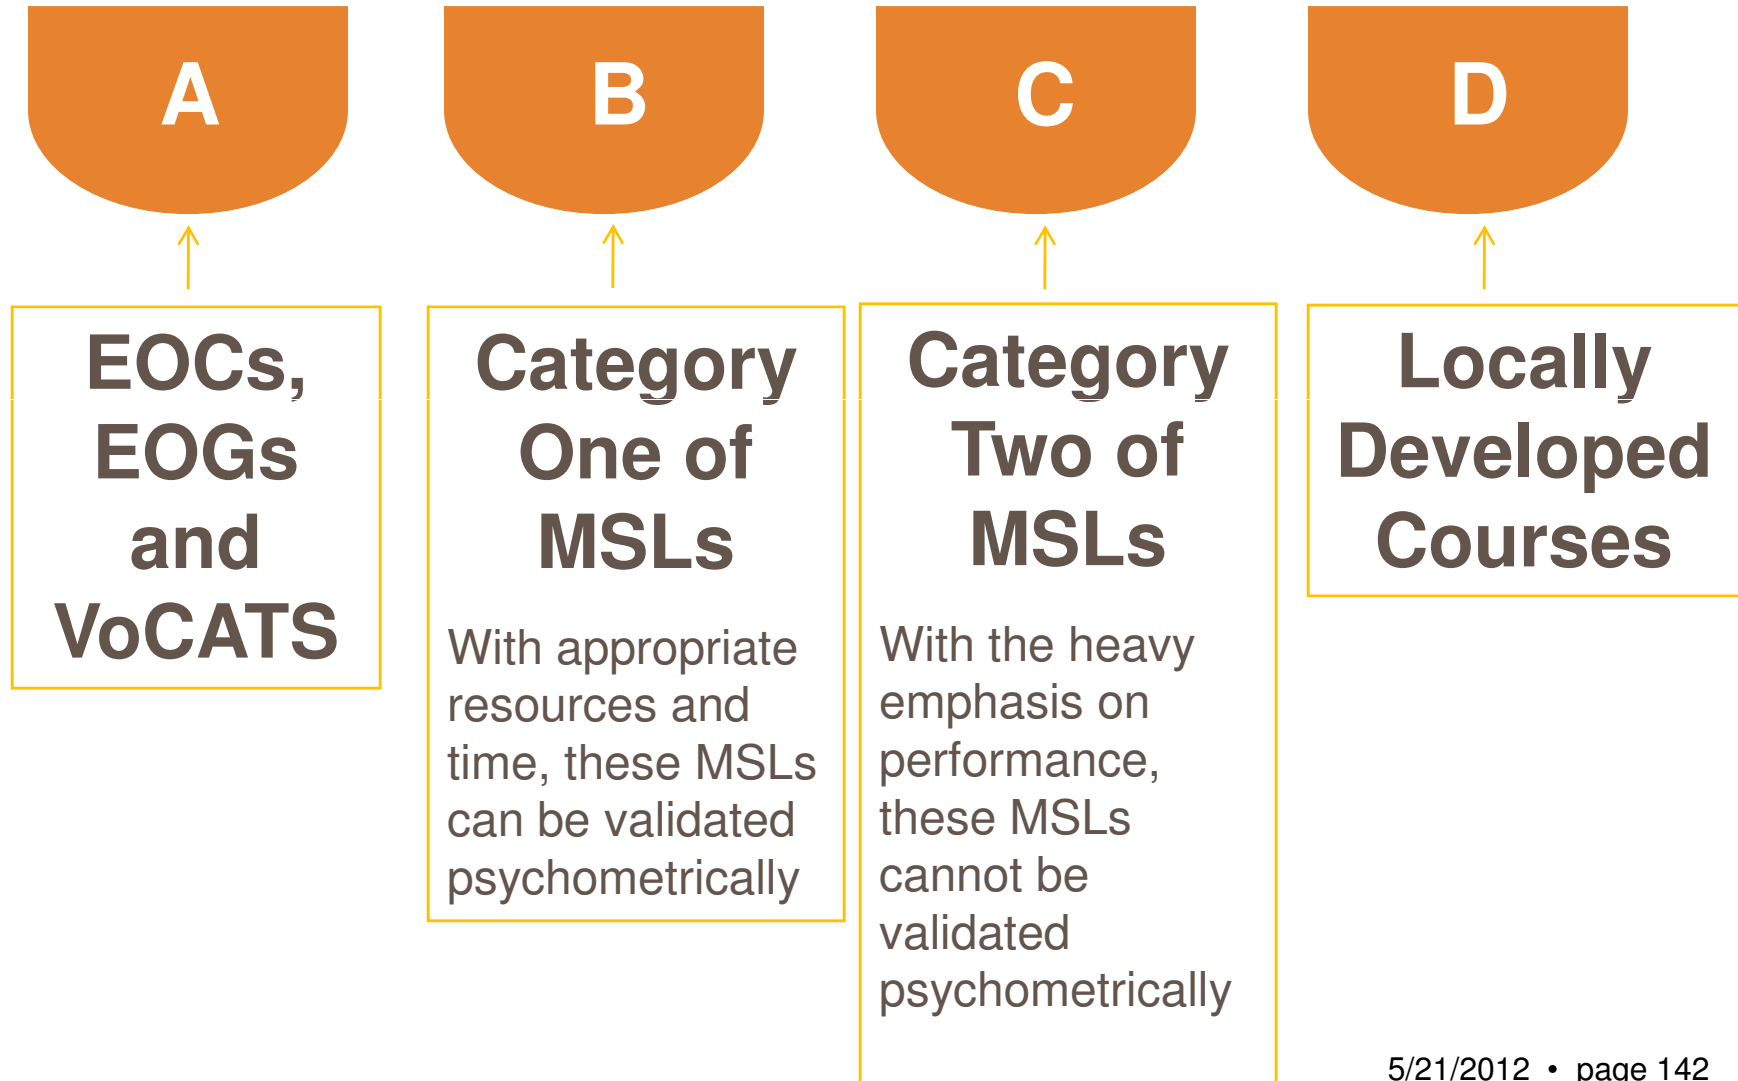 A
B
C
D
EOCs,
EOGs
and
VoCATS
Category
One of
MSLs
With appropriate
resources and
time, these MSLs
can be validated
psychometrically
Category
Two of
MSLs
With the heavy
emphasis on
performance,
these MSLs
cannot be
validated
psychometrically
Locally
Developed
Courses
5/21/2012 • page 142